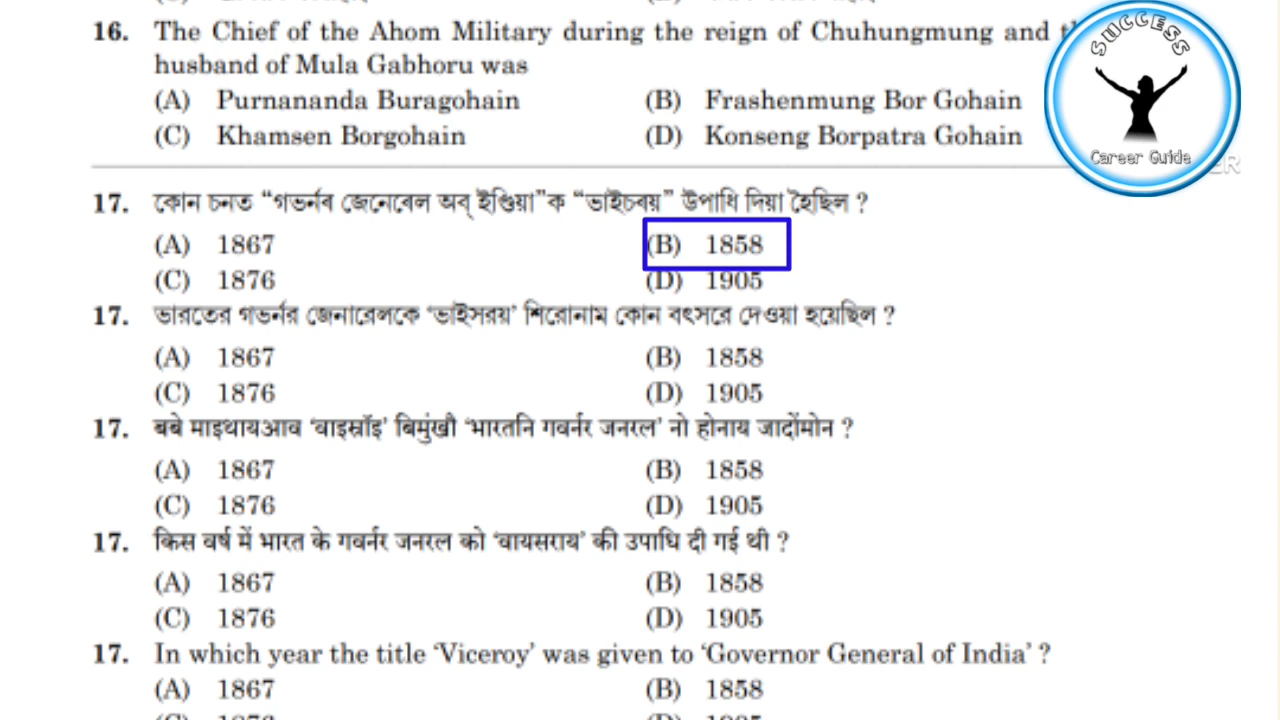 16. The Chief of the Ahom Military during the reign of Chuhungmung and
husband of Mula Gabhoru was
(A) Purnananda Buragohain (B) Frashenmung Bor Gohain
(C) Khamsen Borgohain (D) Konseng Borpatra Gohain
SUCCESS
Career Guide
17. কোন চনত “গভৰ্নৰ জেনেৰেল অব্ ইণ্ডিয়া”ক “ভাইচৰয়” উপাধি দিয়া হৈছিল ?
(A) 1867 (B) 1858
(C) 1876 (D) 1905
17. ভারতের গভর্নর জেনারেলকে ‘ভাইসরয়’ শিরোনাম কোন বৎসরে দেওয়া হয়েছিল ?
(A) 1867 (B) 1858
(C) 1876 (D) 1905
17. बबे माइथायआव ‘वाइस्रॉइ’ बिमुंखौ ‘भारतनि गवर्नर जनरल’ नो होनाय जादोंमोन ?
(A) 1867 (B) 1858
(C) 1876 (D) 1905
17. किस वर्ष में भारत के गवर्नर जनरल को ‘वायसराय’ की उपाधि दी गई थी ?
(A) 1867 (B) 1858
(C) 1876 (D) 1905
17. In which year the title ‘Viceroy’ was given to ‘Governor General of India’ ?
(A) 1867 (B) 1858